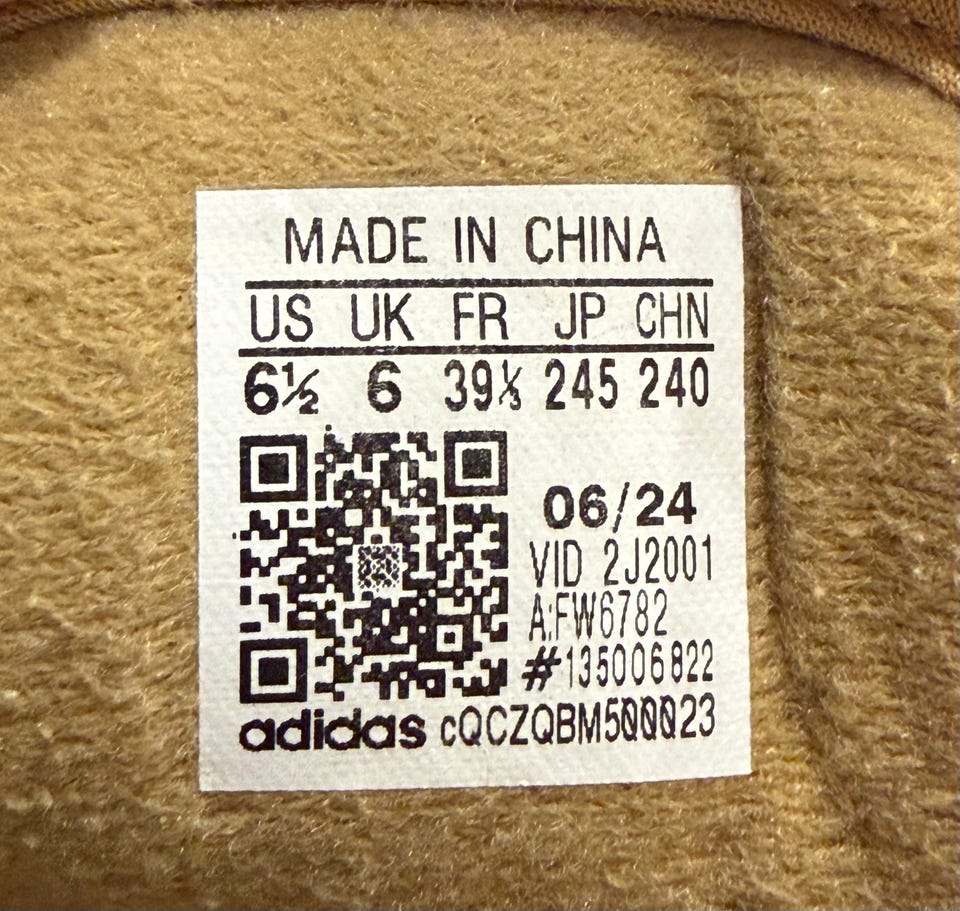 MADE IN CHINA
US UK FR JP CHN
6½ 6 39⅓ 245 240
06/24
VID 2J2001
A:FW6782
#135006822
adidas cQCZQBM500023